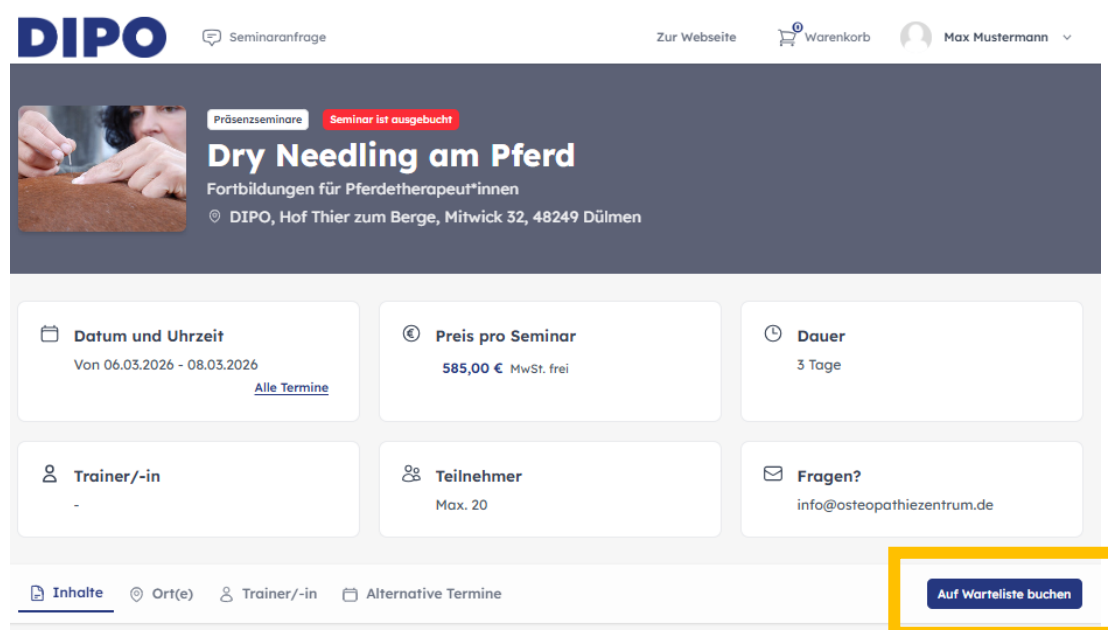 DIPO
Seminaranfrage
Zur Webseite
0
Warenkorb
Max Mustermann
Präsenzseminare
Seminar ist ausgebucht
Dry Needling am Pferd
Fortbildungen für Pferdetherapeut*innen
DIPO, Hof Thier zum Berge, Mitwick 32, 48249 Dülmen
Datum und Uhrzeit
Von 06.03.2026 - 08.03.2026
Alle Termine
Preis pro Seminar
585,00 € MwSt. frei
Dauer
3 Tage
Trainer/-in
-
Teilnehmer
Max. 20
Fragen?
info@osteopathiezentrum.de
Inhalte
Ort(e)
Trainer/-in
Alternative Termine
Auf Warteliste buchen